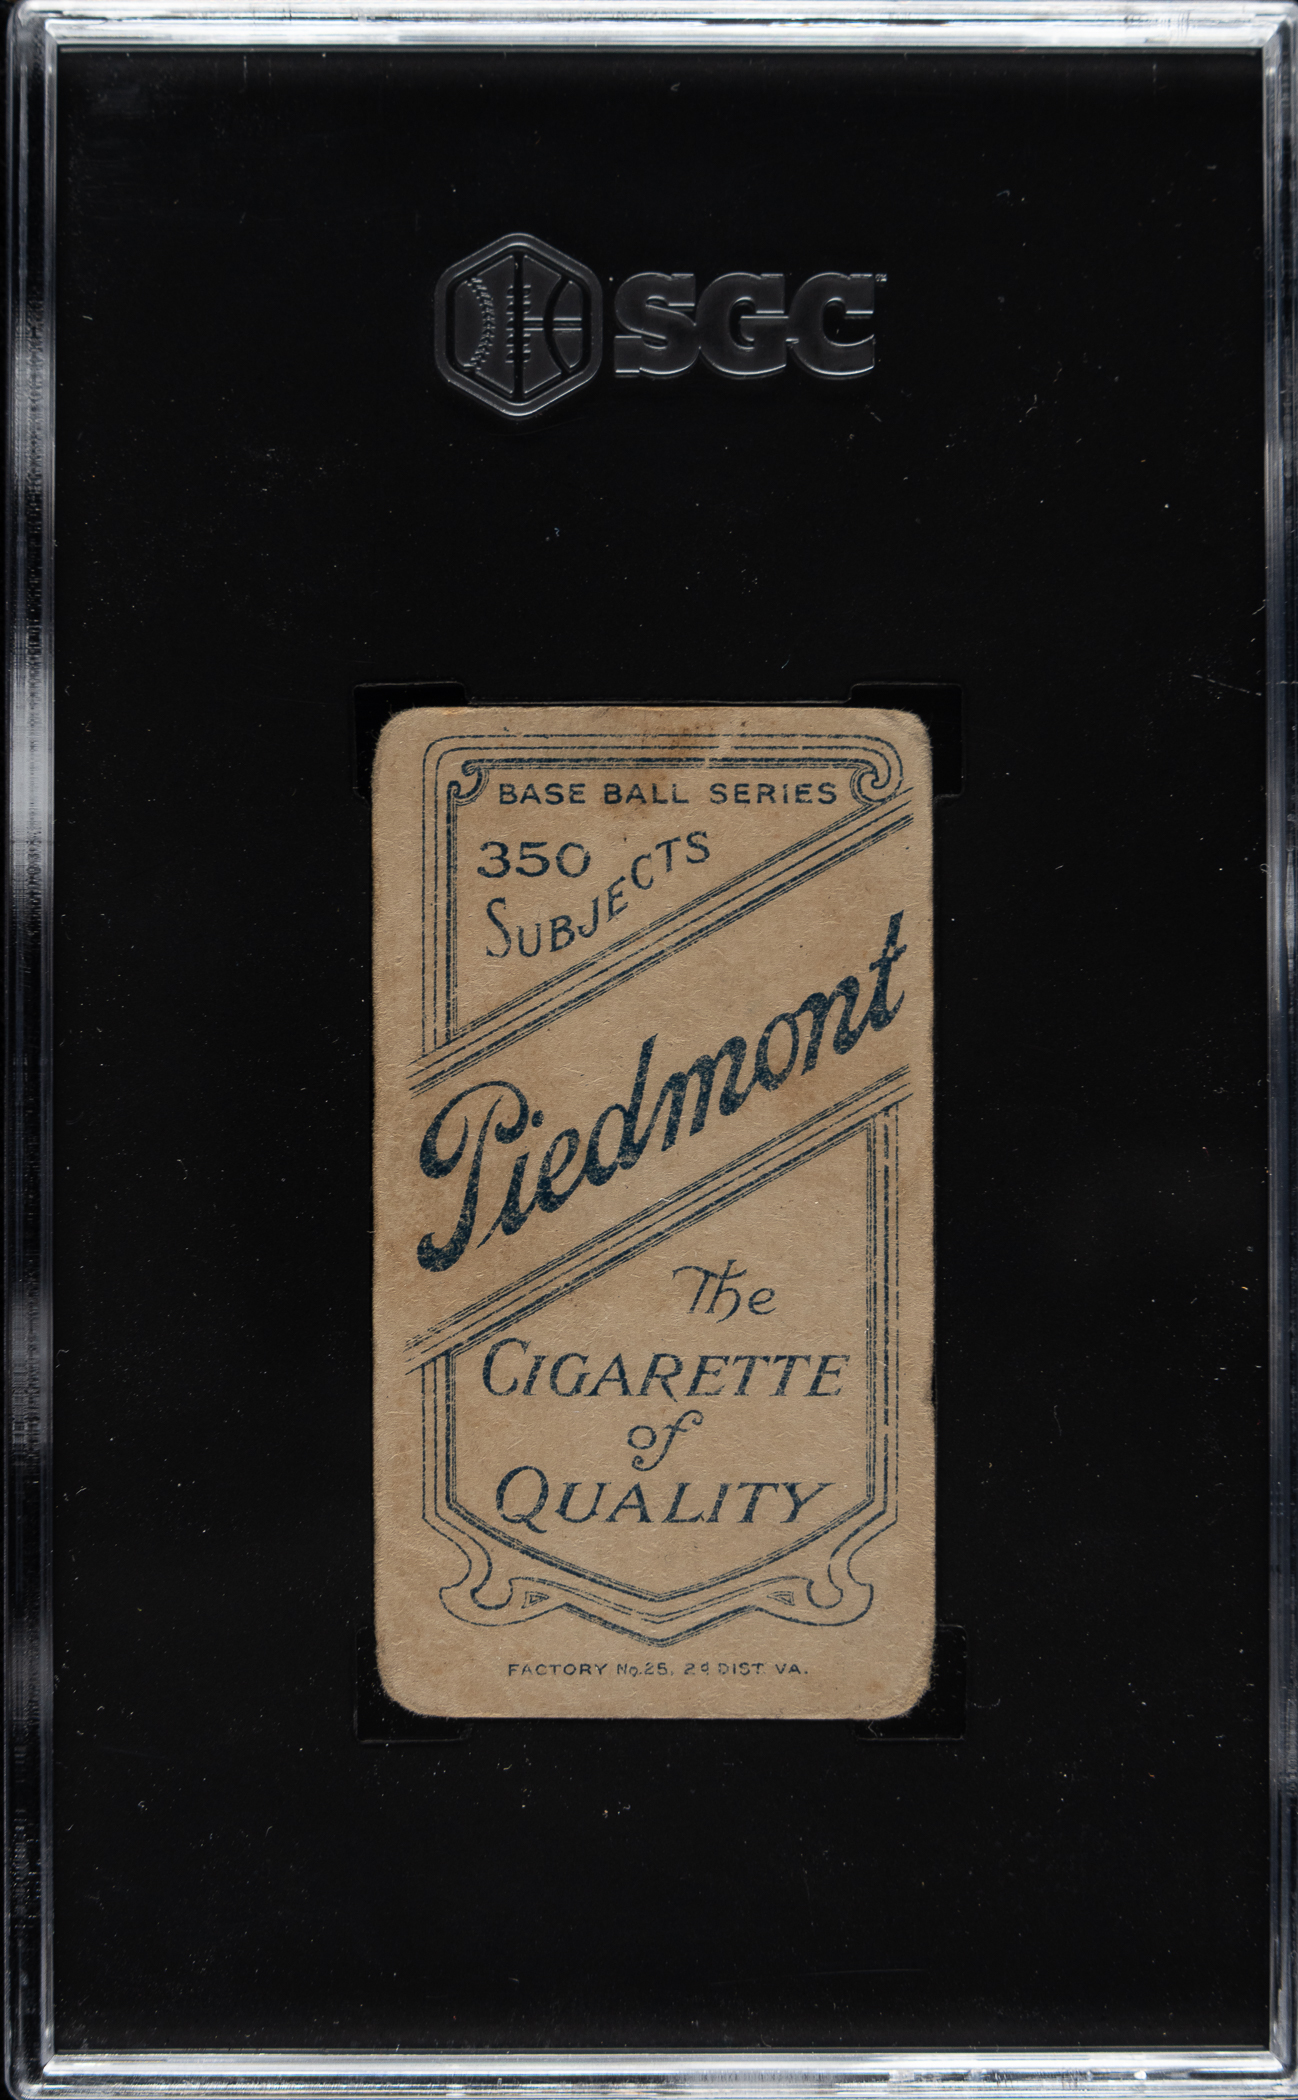 SGC
BASE BALL SERIES
350
SUBJECTS
Piedmont
The
CIGARETTE
of
QUALITY
FACTORY No. 25, 2d DIST. VA.